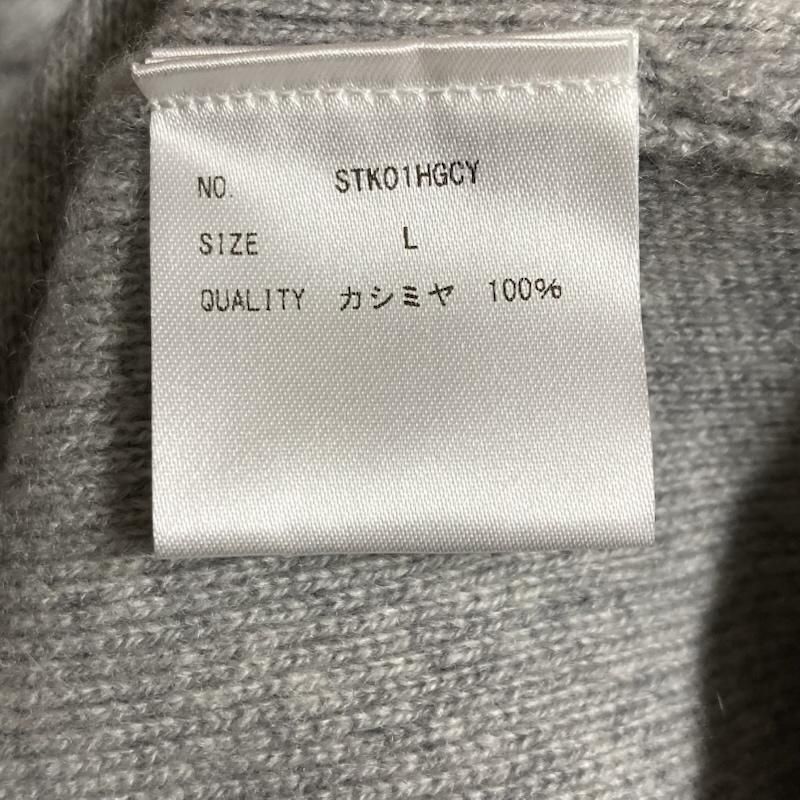 NO. STK01HGCY
SIZE L
QUALITY カシミヤ 100%